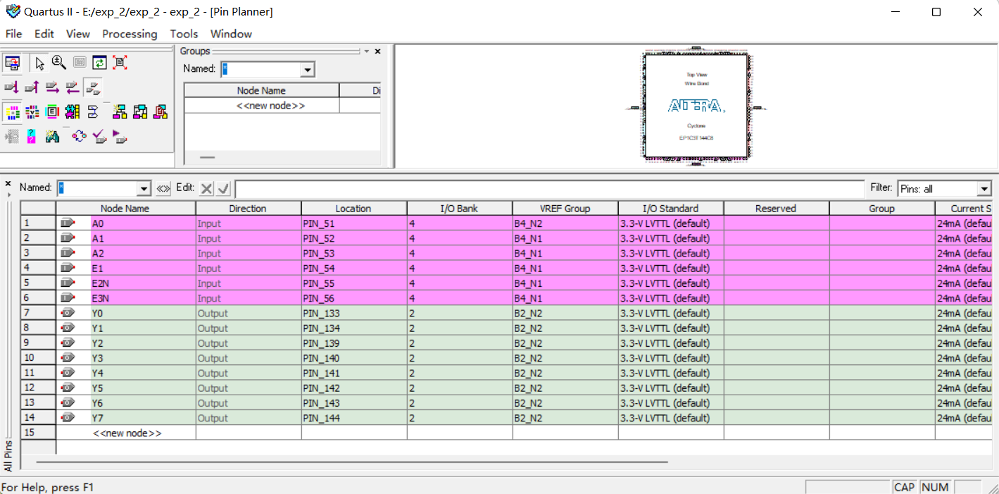 Quartus II - E:/exp_2/exp_2 - exp_2 - [Pin Planner]
File Edit View Processing Tools Window
Groups
Named: *
Node Name Di
<<new node>>
Top View
Wire Bond
ALTERA
Cyclone
EP1C3T144C8
Named: * Edit: Filter: Pins: all
Node Name Direction Location I/O Bank VREF Group I/O Standard Reserved Group Current S
1 A0 Input PIN_51 4 B4_N2 3.3-V LVTTL (default) 24mA (defau
2 A1 Input PIN_52 4 B4_N1 3.3-V LVTTL (default) 24mA (defau
3 A2 Input PIN_53 4 B4_N1 3.3-V LVTTL (default) 24mA (defau
4 E1 Input PIN_54 4 B4_N1 3.3-V LVTTL (default) 24mA (defau
5 E2N Input PIN_55 4 B4_N1 3.3-V LVTTL (default) 24mA (defau
6 E3N Input PIN_56 4 B4_N1 3.3-V LVTTL (default) 24mA (defau
7 Y0 Output PIN_133 2 B2_N2 3.3-V LVTTL (default) 24mA (defau
8 Y1 Output PIN_134 2 B2_N2 3.3-V LVTTL (default) 24mA (defau
9 Y2 Output PIN_139 2 B2_N2 3.3-V LVTTL (default) 24mA (defau
10 Y3 Output PIN_140 2 B2_N2 3.3-V LVTTL (default) 24mA (defau
11 Y4 Output PIN_141 2 B2_N2 3.3-V LVTTL (default) 24mA (defau
12 Y5 Output PIN_142 2 B2_N2 3.3-V LVTTL (default) 24mA (defau
13 Y6 Output PIN_143 2 B2_N2 3.3-V LVTTL (default) 24mA (defau
14 Y7 Output PIN_144 2 B2_N2 3.3-V LVTTL (default) 24mA (defau
15 <<new node>>
All Pins
For Help, press F1 CAP NUM